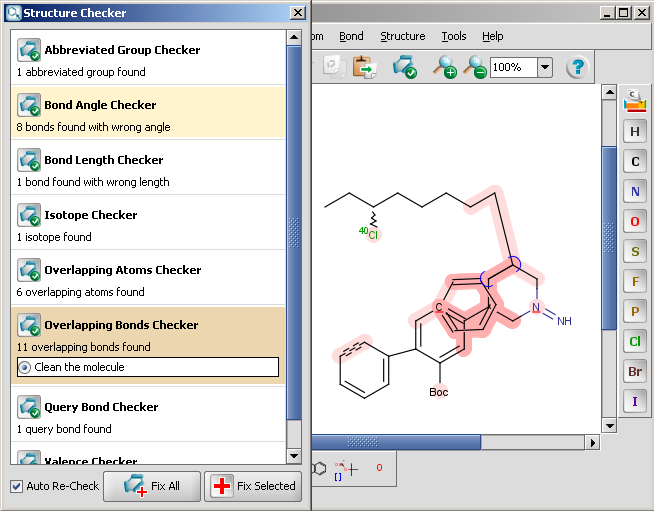 Structure Checker
Abbreviated Group Checker
1 abbreviated group found
Bond Angle Checker
8 bonds found with wrong angle
Bond Length Checker
1 bond found with wrong length
Isotope Checker
1 isotope found
Overlapping Atoms Checker
6 overlapping atoms found
Overlapping Bonds Checker
11 overlapping bonds found
Clean the molecule
Query Bond Checker
1 query bond found
Valence Checker
Auto Re-Check
Fix All
Fix Selected
om Bond Structure Tools Help
100%
40Cl
C
N
NH
Boc
H
C
N
O
S
F
P
Cl
Br
I
[]
O